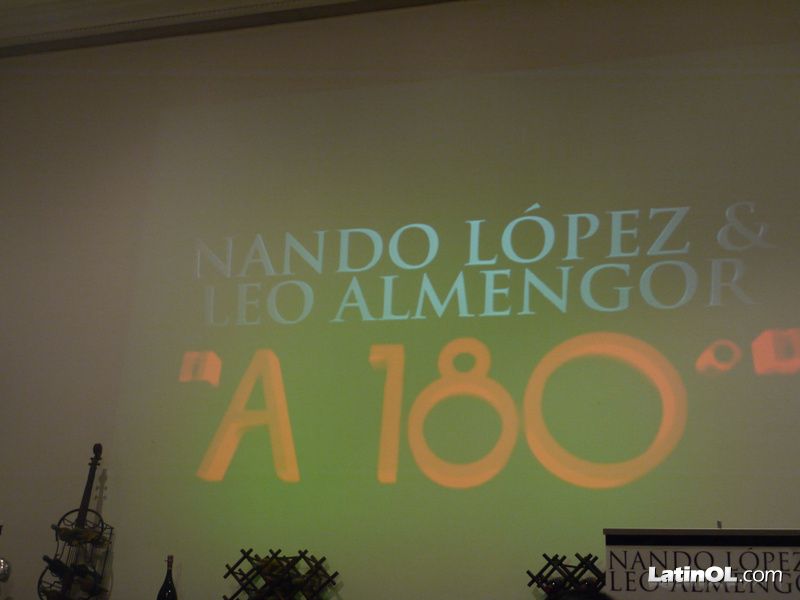 NANDO LÓPEZ &
LEO ALMENGOR
"A 180°"
NANDO LÓPEZ
LEO ALMENGO
LatinOL.com